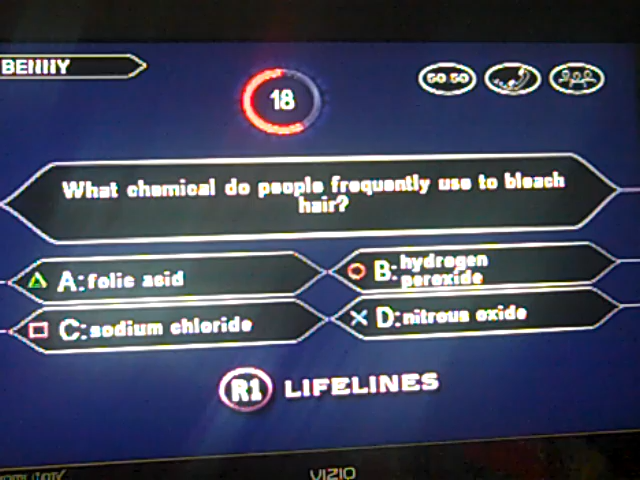 BENNY
18
50:50
What chemical do people frequently use to bleach
hair?
A: folic acid
B: hydrogen
peroxide
C: sodium chloride
D: nitrous oxide
R1 LIFELINES
VIZIO